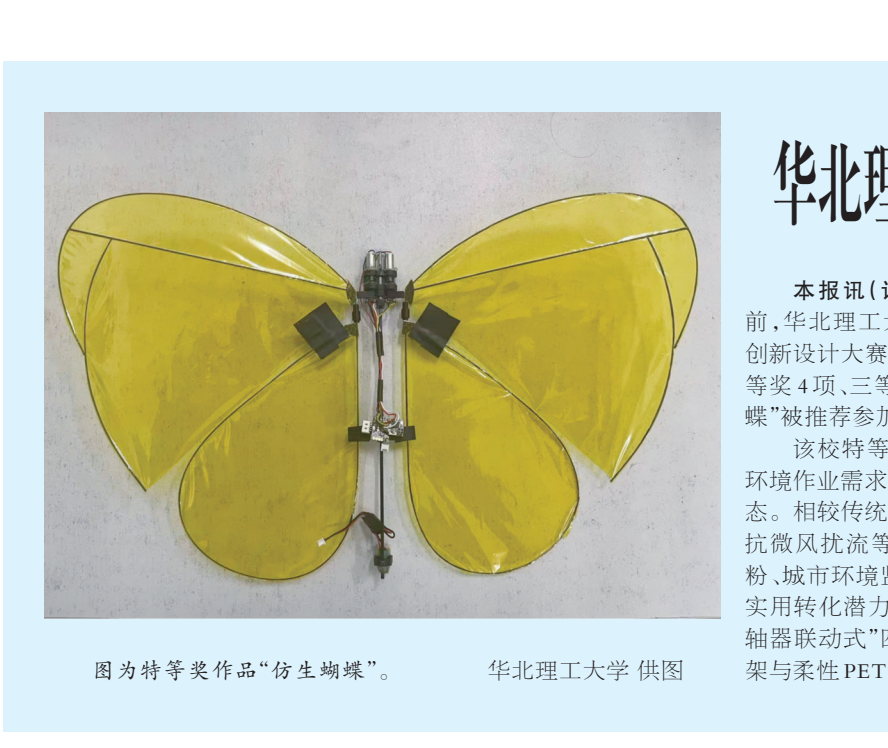 华北理
本报讯(
前,华北理工大
创新设计大赛
等奖4项、三等
蝶”被推荐参加
该校特等
环境作业需求
态。相较传统
抗微风扰流等
粉、城市环境监
实用转化潜力
轴器联动式”
架与柔性PET
图为特等奖作品“仿生蝴蝶”。
华北理工大学 供图